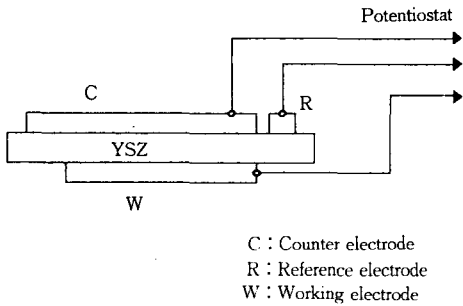 Potentiostat
C
R
YSZ
W
C : Counter electrode
R : Reference electrode
W : Working electrode